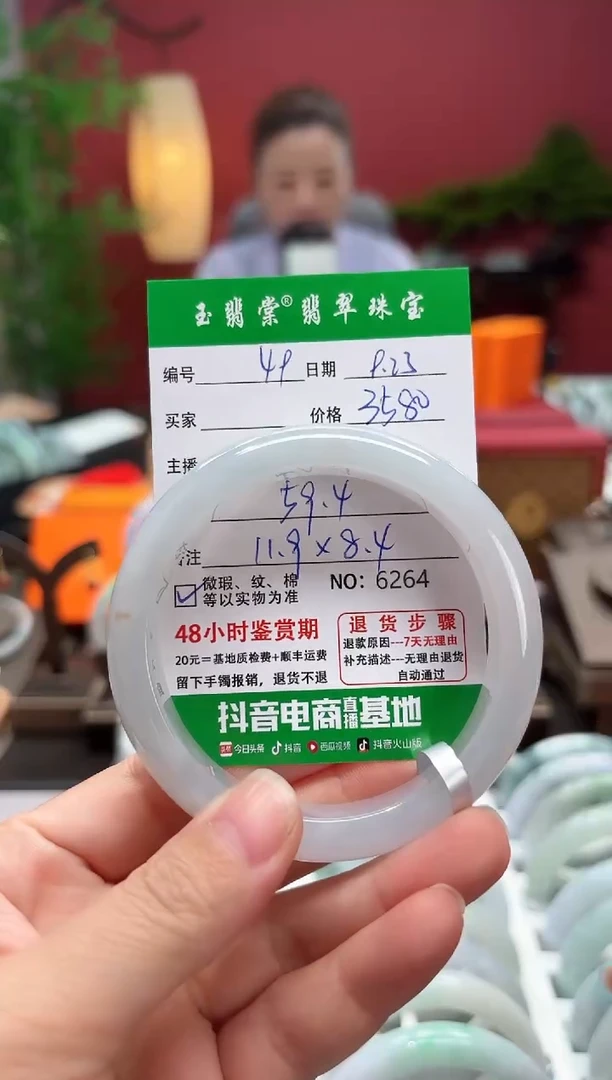 玉翡棠® 翡翠珠宝
编号 49 日期 9.23
买家 价格 3580
主播
59.4
注 11.9×8.4
微瑕、纹、棉 NO: 6264
等以实物为准
48小时鉴赏期
20元=基地质检费+顺丰运费
留下手镯报销,退货不退
退货步骤
退款原因---7天无理由
补充描述---无理由退货
自动通过
抖音电商直播基地
今日头条 抖音 西瓜视频 抖音火山版